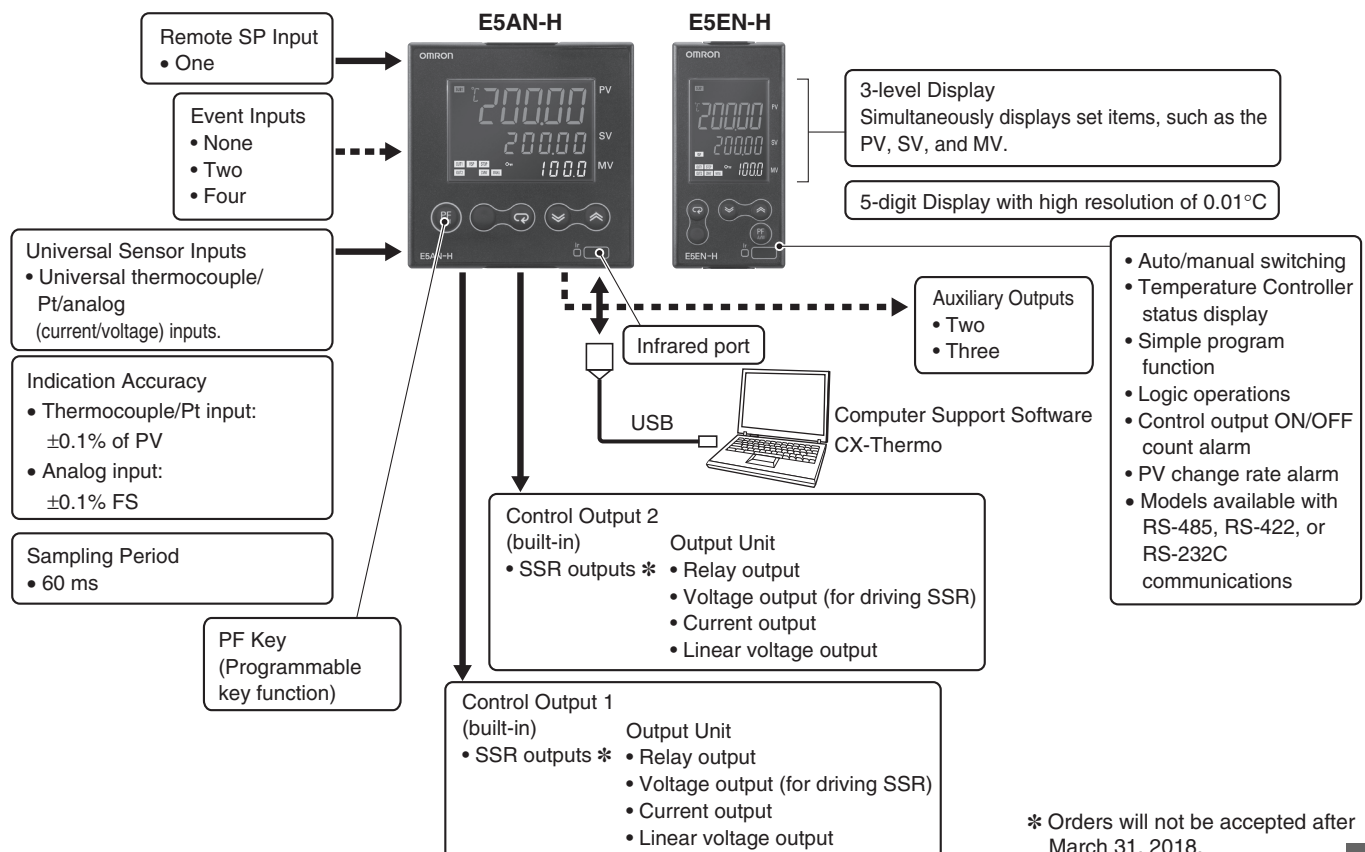 E5AN-H
E5EN-H
Remote SP Input
• One
Event Inputs
• None
• Two
• Four
Universal Sensor Inputs
• Universal thermocouple/
Pt/analog
(current/voltage) inputs.
Indication Accuracy
• Thermocouple/Pt input:
±0.1% of PV
• Analog input:
±0.1% FS
Sampling Period
• 60 ms
OMRON
°C
200.00
PV
200.00
SV
100.0
MV
PF
E5AN-H
OMRON
°C
200.00
PV
200.00
SV
100.0
MV
PF
E5EN-H
3-level Display
Simultaneously displays set items, such as the
PV, SV, and MV.
5-digit Display with high resolution of 0.01°C
• Auto/manual switching
• Temperature Controller
status display
• Simple program
function
• Logic operations
• Control output ON/OFF
count alarm
• PV change rate alarm
• Models available with
RS-485, RS-422, or
RS-232C
communications
Auxiliary Outputs
• Two
• Three
Infrared port
USB
Computer Support Software
CX-Thermo
PF Key
(Programmable
key function)
Control Output 2
(built-in)
• SSR outputs ✻
Output Unit
• Relay output
• Voltage output (for driving SSR)
• Current output
• Linear voltage output
Control Output 1
(built-in)
• SSR outputs ✻
Output Unit
• Relay output
• Voltage output (for driving SSR)
• Current output
• Linear voltage output
✻ Orders will not be accepted after
March 31, 2018.